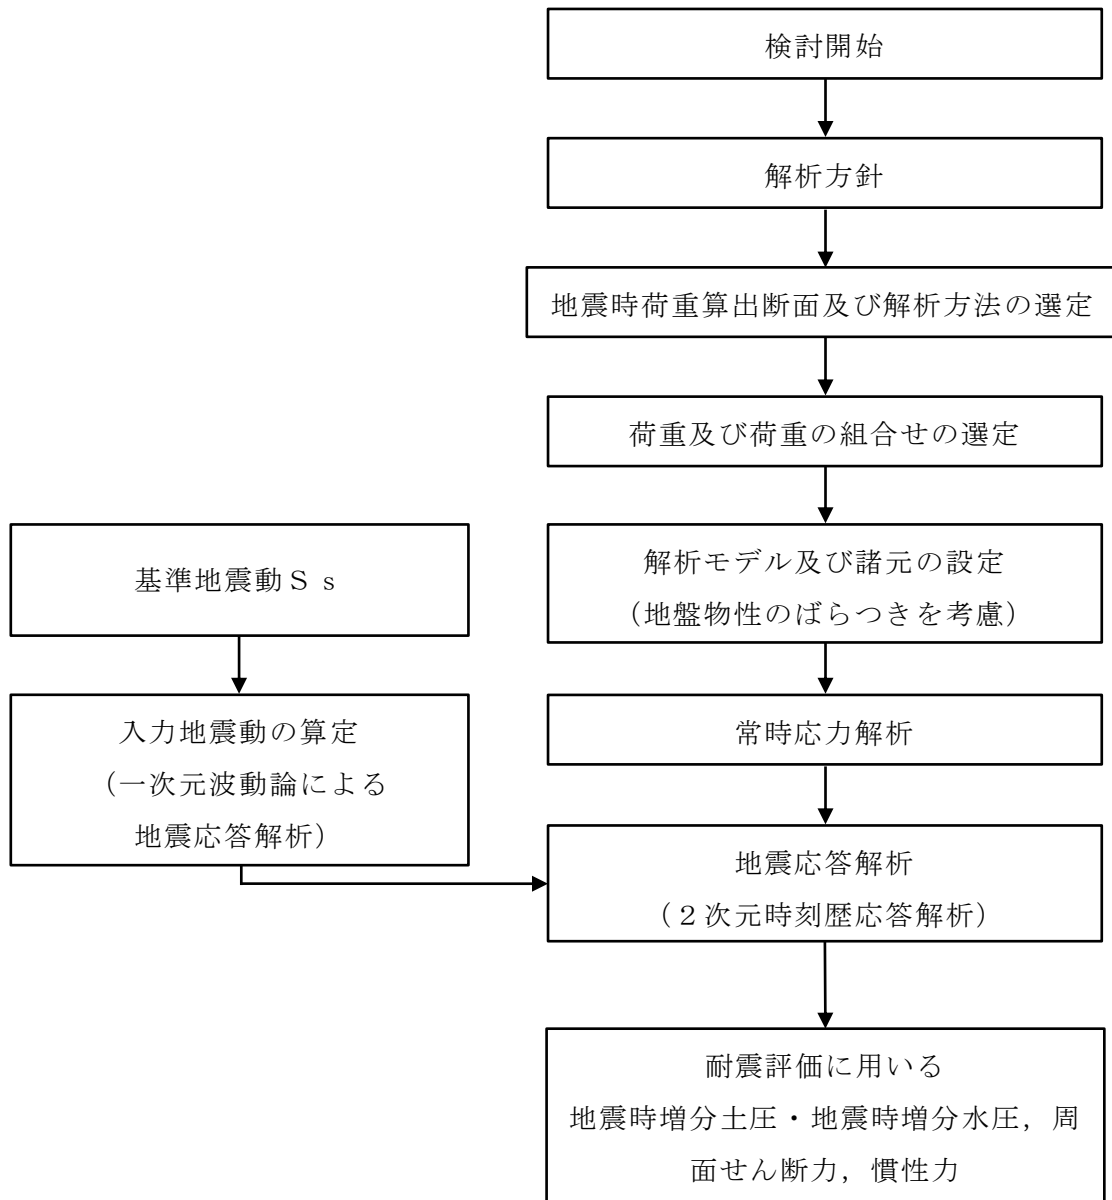 検討開始
解析方針
地震時荷重算出断面及び解析方法の選定
荷重及び荷重の組合せの選定
基準地震動Ｓｓ
解析モデル及び諸元の設定
（地盤物性のばらつきを考慮）
入力地震動の算定
（一次元波動論による
地震応答解析）
常時応力解析
地震応答解析
（２次元時刻歴応答解析）
耐震評価に用いる
地震時増分土圧・地震時増分水圧，周
面せん断力，慣性力